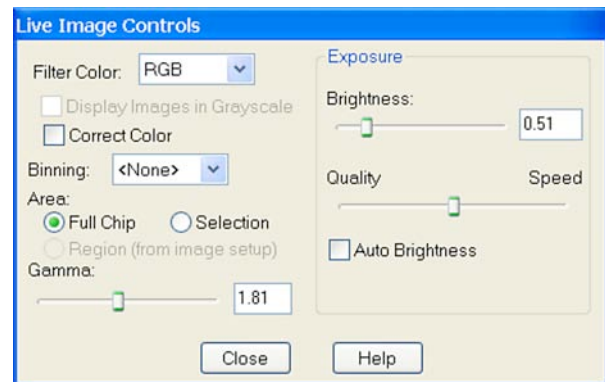 Live Image Controls
Filter Color: RGB
Display Images in Grayscale
Correct Color
Binning: <None>
Area:
Full Chip Selection
Region (from image setup)
Gamma:
1.81
Exposure
Brightness:
0.51
Quality Speed
Auto Brightness
Close Help